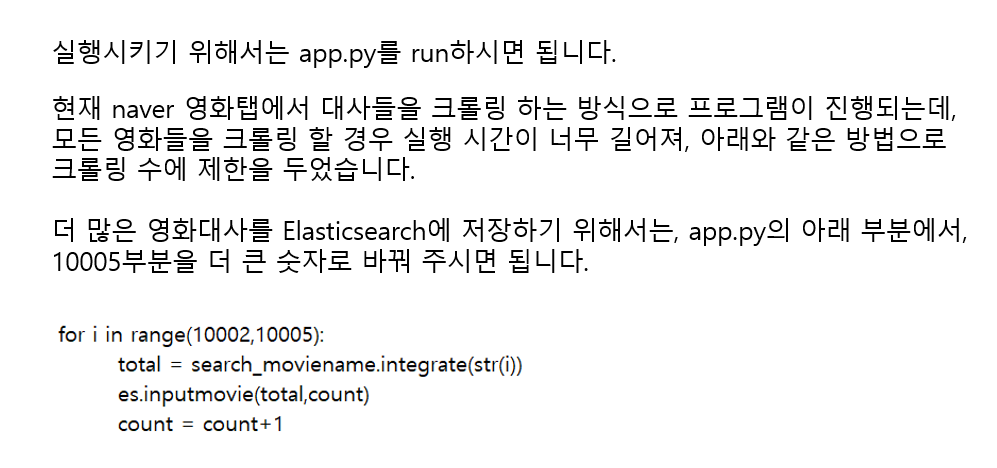 실행시키기 위해서는 app.py를 run하시면 됩니다.
현재 naver 영화탭에서 대사들을 크롤링 하는 방식으로 프로그램이 진행되는데,
모든 영화들을 크롤링 할 경우 실행 시간이 너무 길어져, 아래와 같은 방법으로
크롤링 수에 제한을 두었습니다.
더 많은 영화대사를 Elasticsearch에 저장하기 위해서는, app.py의 아래 부분에서,
10005부분을 더 큰 숫자로 바꿔 주시면 됩니다.
for i in range(10002,10005):
total = search_moviename.integrate(str(i))
es.inputmovie(total,count)
count = count+1